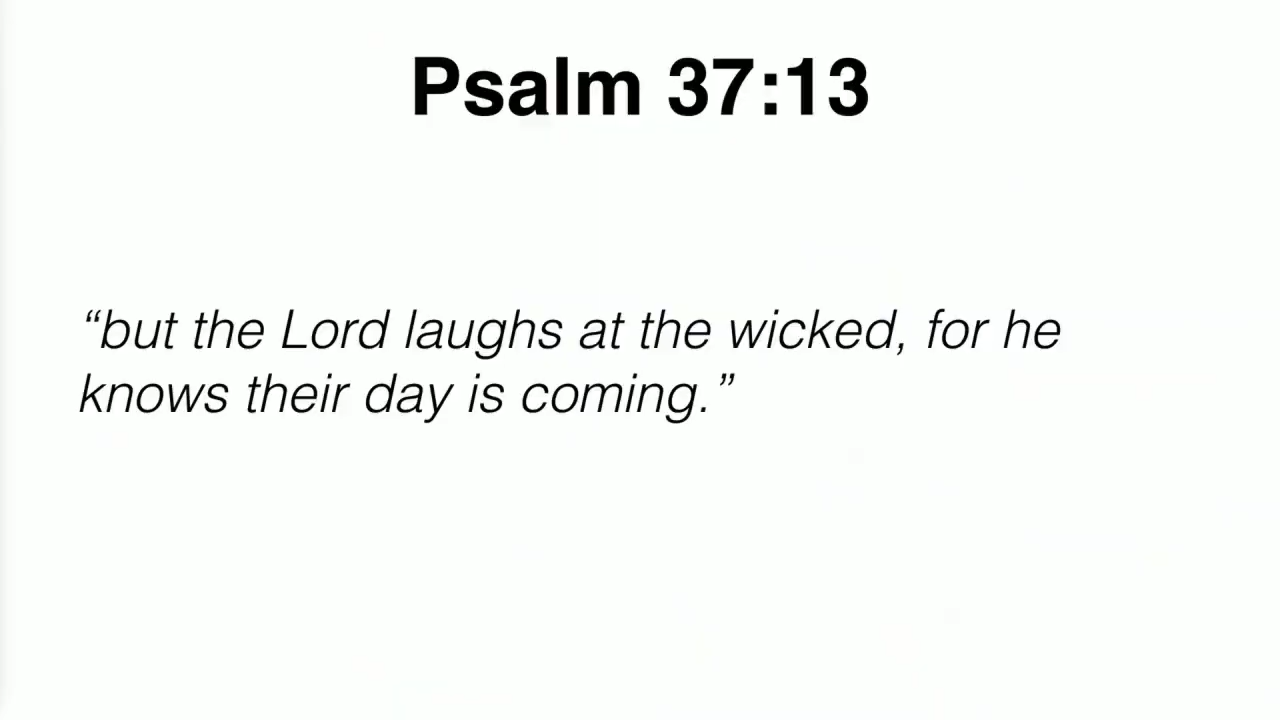 Psalm 37:13
“but the Lord laughs at the wicked, for he
knows their day is coming.”